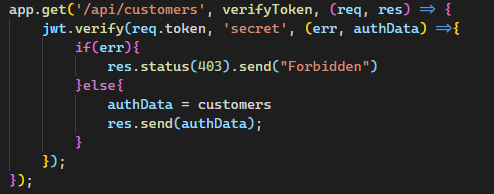 app.get('/api/customers', verifyToken, (req, res) => {
    jwt.verify(req.token, 'secret', (err, authData) =>{
        if(err){
            res.status(403).send("Forbidden")
        }else{
            authData = customers
            res.send(authData);
        }
    });
});